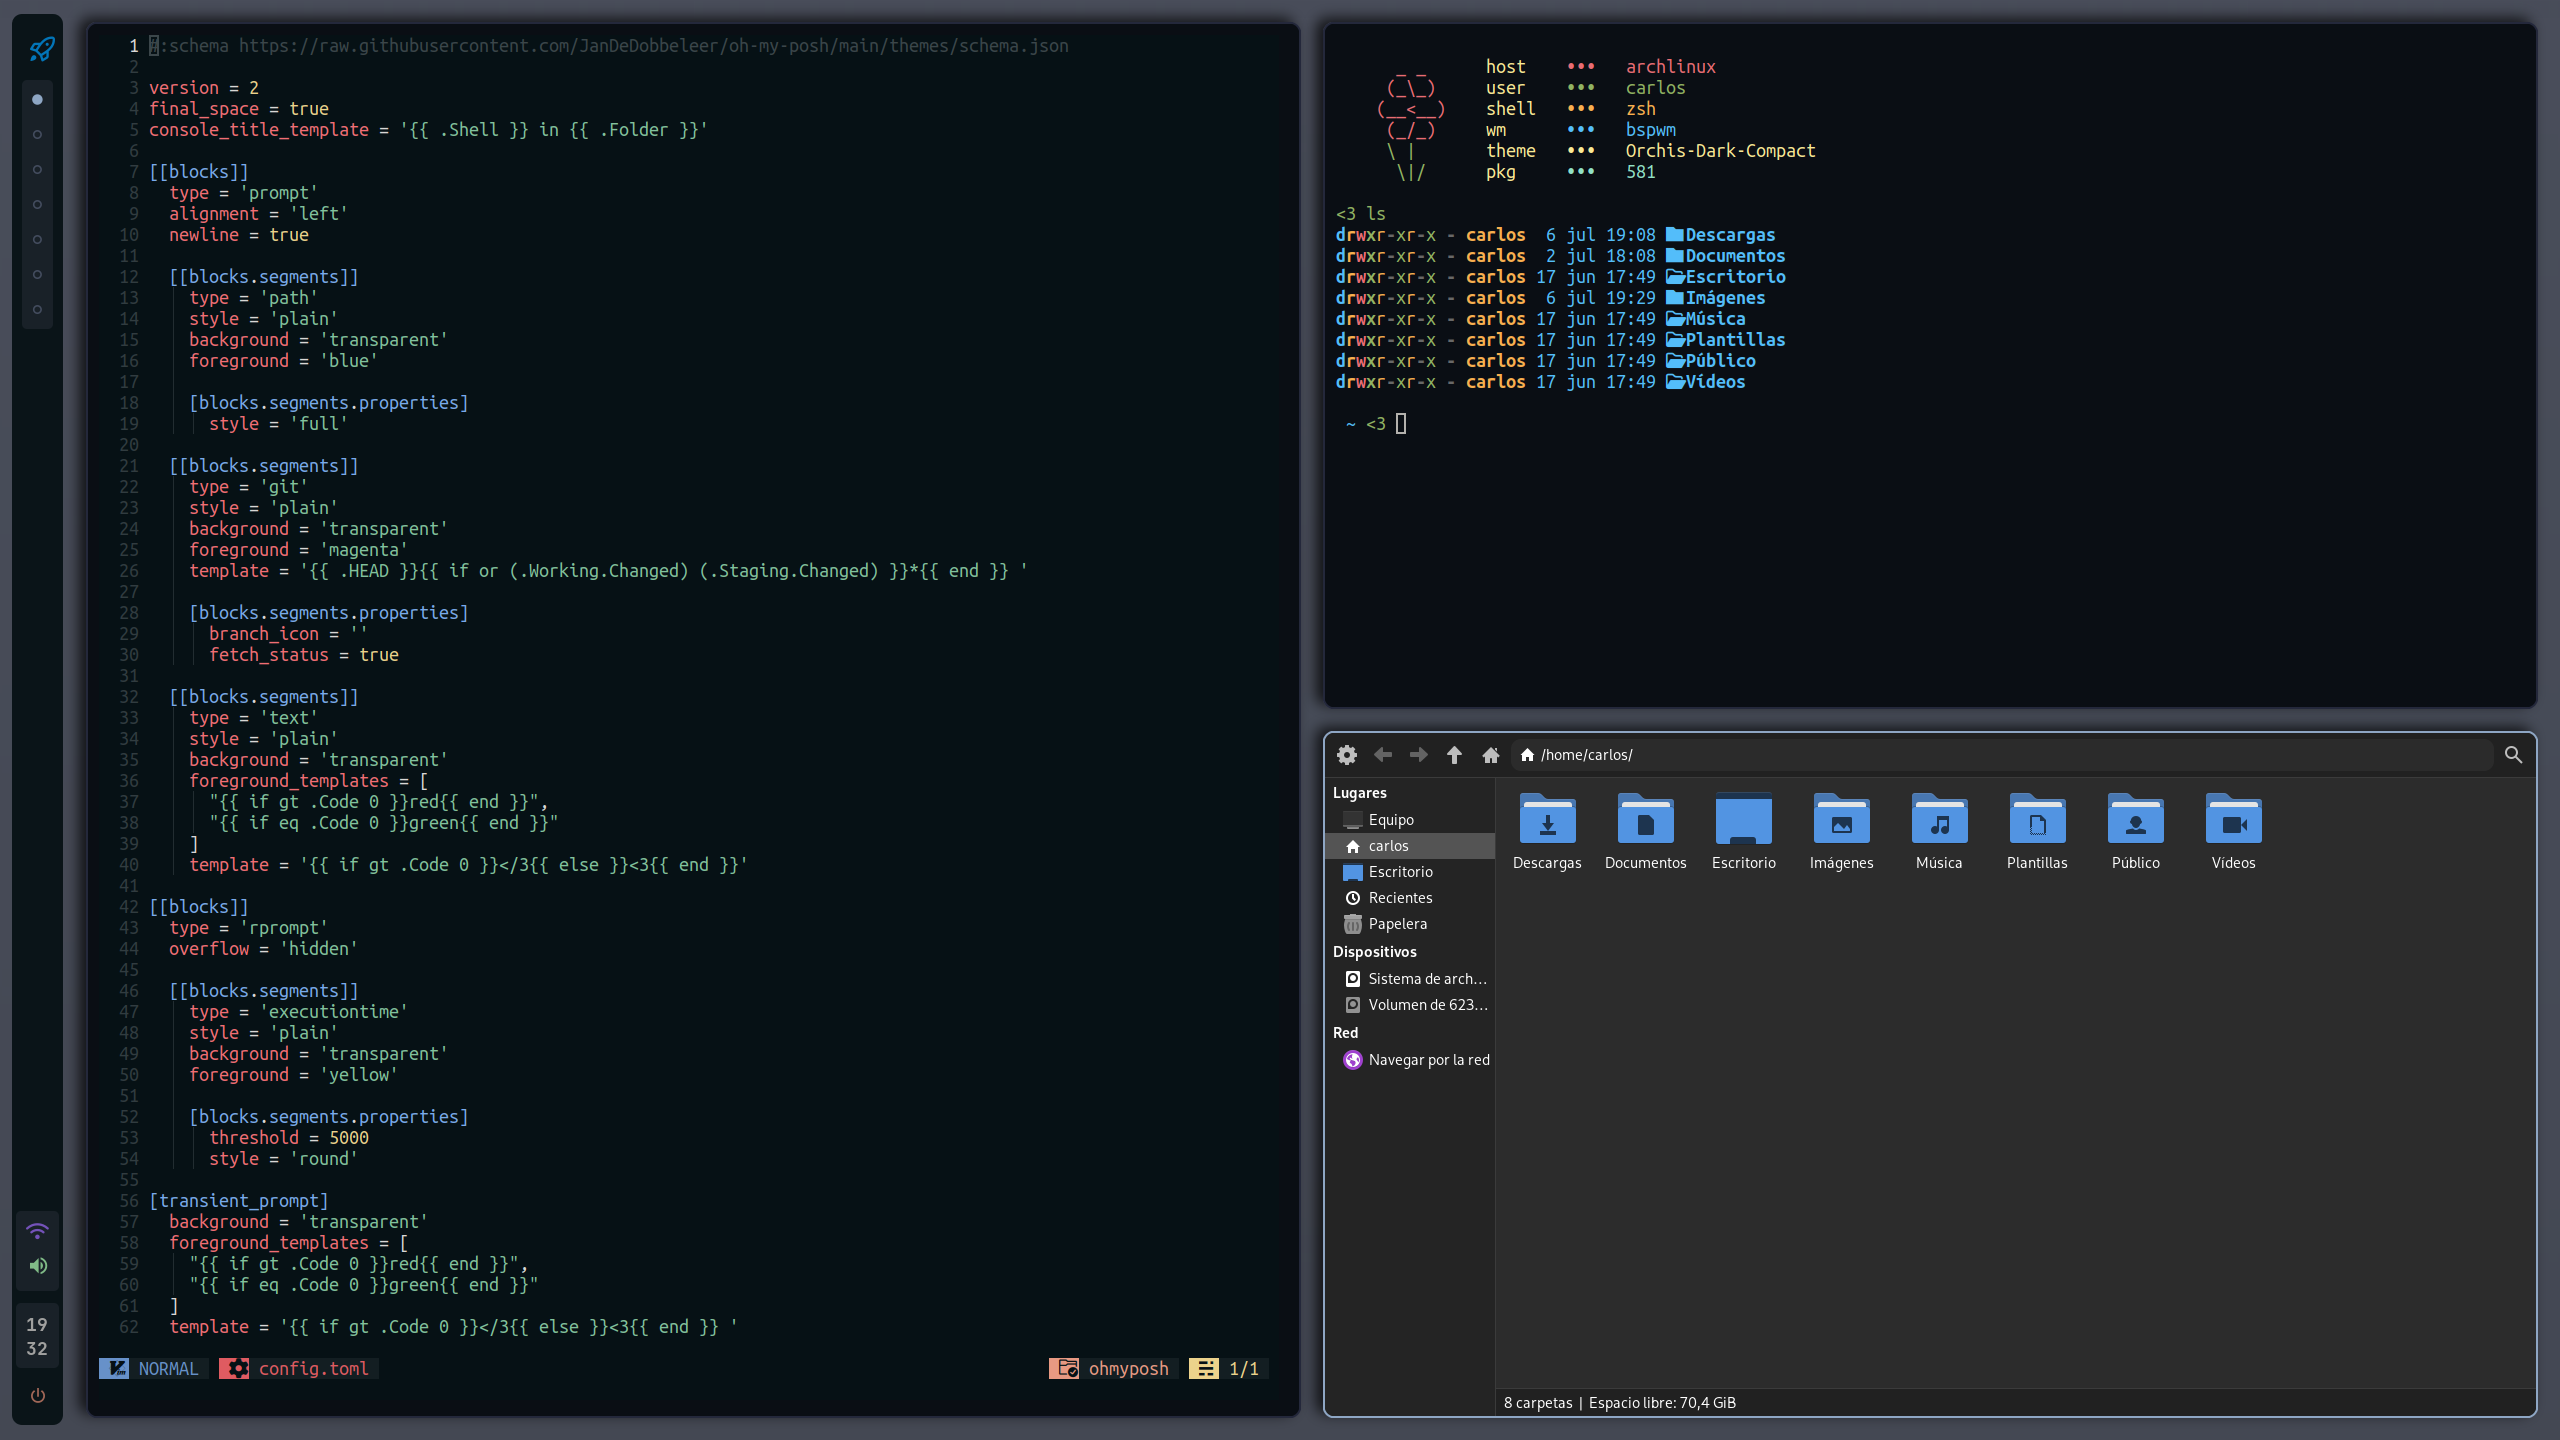 1 #:schema https://raw.githubusercontent.com/JanDeDobbeleer/oh-my-posh/main/themes/schema.json
2
3 version = 2
4 final_space = true
5 console_title_template = '{{ .Shell }} in {{ .Folder }}'
6
7 [[blocks]]
8   type = 'prompt'
9   alignment = 'left'
10   newline = true
11
12   [[blocks.segments]]
13     type = 'path'
14     style = 'plain'
15     background = 'transparent'
16     foreground = 'blue'
17
18     [blocks.segments.properties]
19       style = 'full'
20
21   [[blocks.segments]]
22     type = 'git'
23     style = 'plain'
24     background = 'transparent'
25     foreground = 'magenta'
26     template = '{{ .HEAD }}{{ if or (.Working.Changed) (.Staging.Changed) }}*{{ end }} '
27
28     [blocks.segments.properties]
29       branch_icon = ''
30       fetch_status = true
31
32   [[blocks.segments]]
33     type = 'text'
34     style = 'plain'
35     background = 'transparent'
36     foreground_templates = [
37       "{{ if gt .Code 0 }}red{{ end }}",
38       "{{ if eq .Code 0 }}green{{ end }}"
39     ]
40     template = '{{ if gt .Code 0 }}</3{{ else }}<3{{ end }}'
41
42 [[blocks]]
43   type = 'rprompt'
44   overflow = 'hidden'
45
46   [[blocks.segments]]
47     type = 'executiontime'
48     style = 'plain'
49     background = 'transparent'
50     foreground = 'yellow'
51
52     [blocks.segments.properties]
53       threshold = 5000
54       style = 'round'
55
56 [transient_prompt]
57   background = 'transparent'
58   foreground_templates = [
59     "{{ if gt .Code 0 }}red{{ end }}",
60     "{{ if eq .Code 0 }}green{{ end }}"
61   ]
62   template = '{{ if gt .Code 0 }}</3{{ else }}<3{{ end }} '
NORMAL config.toml ohmyposh 1/1
19
32
host ••• archlinux
user ••• carlos
shell ••• zsh
wm ••• bspwm
theme ••• Orchis-Dark-Compact
pkg ••• 581
<3 ls
drwxr-xr-x - carlos  6 jul 19:08 Descargas
drwxr-xr-x - carlos  2 jul 18:08 Documentos
drwxr-xr-x - carlos 17 jun 17:49 Escritorio
drwxr-xr-x - carlos  6 jul 19:29 Imágenes
drwxr-xr-x - carlos 17 jun 17:49 Música
drwxr-xr-x - carlos 17 jun 17:49 Plantillas
drwxr-xr-x - carlos 17 jun 17:49 Público
drwxr-xr-x - carlos 17 jun 17:49 Vídeos
~ <3
/home/carlos/
Lugares
Equipo
carlos
Escritorio
Recientes
Papelera
Dispositivos
Sistema de arch...
Volumen de 623...
Red
Navegar por la red
Descargas Documentos Escritorio Imágenes Música Plantillas Público Vídeos
8 carpetas | Espacio libre: 70,4 GiB